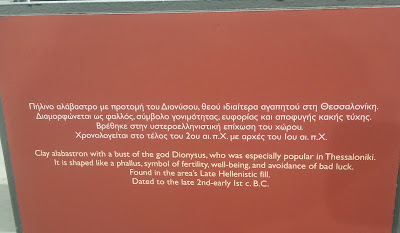 Πήλινο αλάβαστρο με προτομή του Διονύσου, θεού ιδιαίτερα αγαπητού στη Θεσσαλονίκη.
Διαμορφώνεται ως φαλλός, σύμβολο γονιμότητας, ευφορίας και αποφυγής κακής τύχης.
Βρέθηκε στην υστεροελληνιστική επίχωση του χώρου.
Χρονολογείται στο τέλος του 2ου αι. π.Χ. με αρχές του 1ου αι. π.Χ.
Clay alabastron with a bust of the god Dionysus, who was especially popular in Thessaloniki.
It is shaped like a phallus, symbol of fertility, well-being, and avoidance of bad luck.
Found in the area's Late Hellenistic fill.
Dated to the late 2nd-early 1st c. B.C.